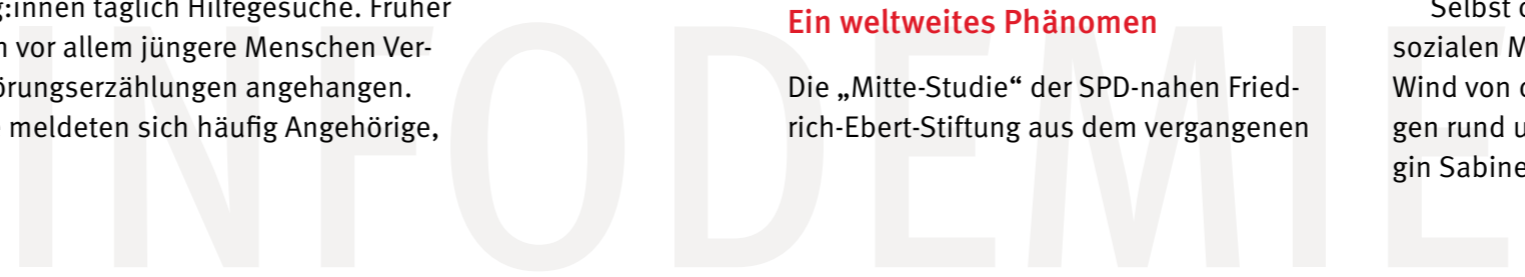 :innen täglich Hilfegesuche. Früher
vor allem jüngere Menschen Ver-
örungserzählungen angehangen.
meldeten sich häufig Angehörige,
Ein weltweites Phänomen
Die „Mitte-Studie“ der SPD-nahen Fried-
rich-Ebert-Stiftung aus dem vergangenen
Selbst
sozialen M
Wind von
gen rund u
gin Sabine
INFODEMIE